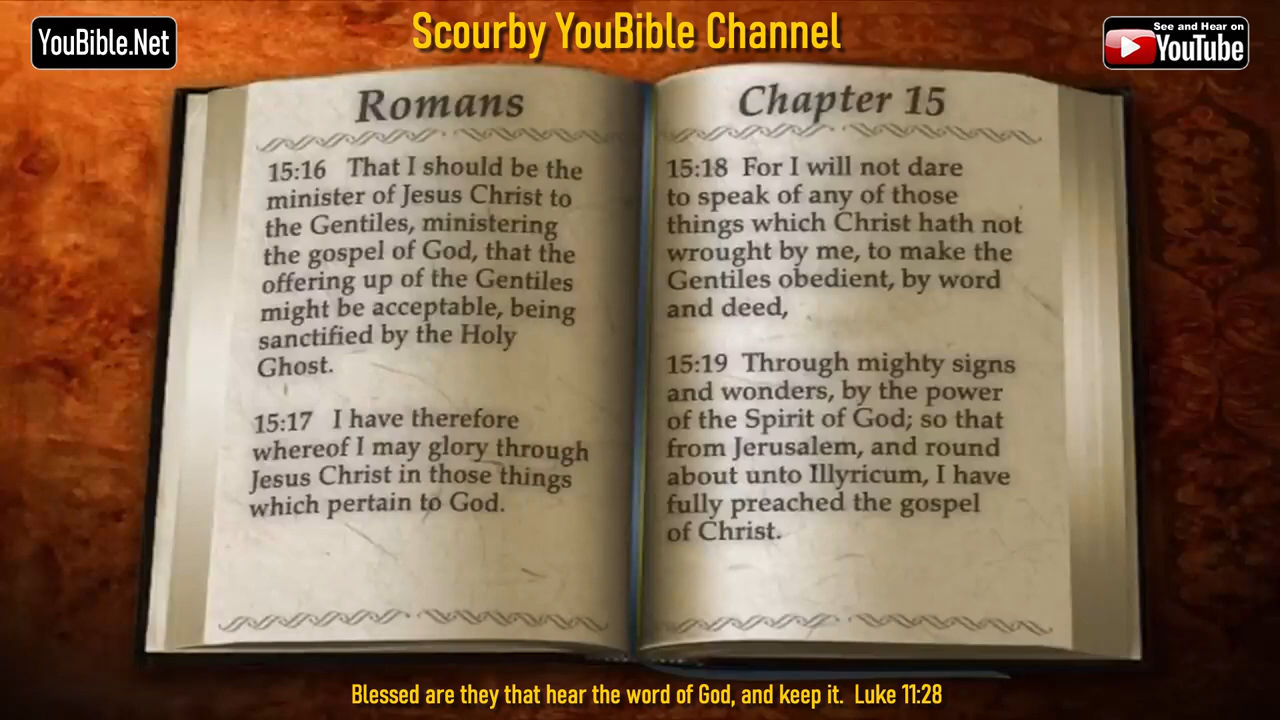 YouBible.Net
Scourby YouBible Channel
See and Hear on
YouTube
Romans
15:16 That I should be the
minister of Jesus Christ to
the Gentiles, ministering
the gospel of God, that the
offering up of the Gentiles
might be acceptable, being
sanctified by the Holy
Ghost.
15:17 I have therefore
whereof I may glory through
Jesus Christ in those things
which pertain to God.
Chapter 15
15:18 For I will not dare
to speak of any of those
things which Christ hath not
wrought by me, to make the
Gentiles obedient, by word
and deed,
15:19 Through mighty signs
and wonders, by the power
of the Spirit of God; so that
from Jerusalem, and round
about unto Illyricum, I have
fully preached the gospel
of Christ.
Blessed are they that hear the word of God, and keep it. Luke 11:28